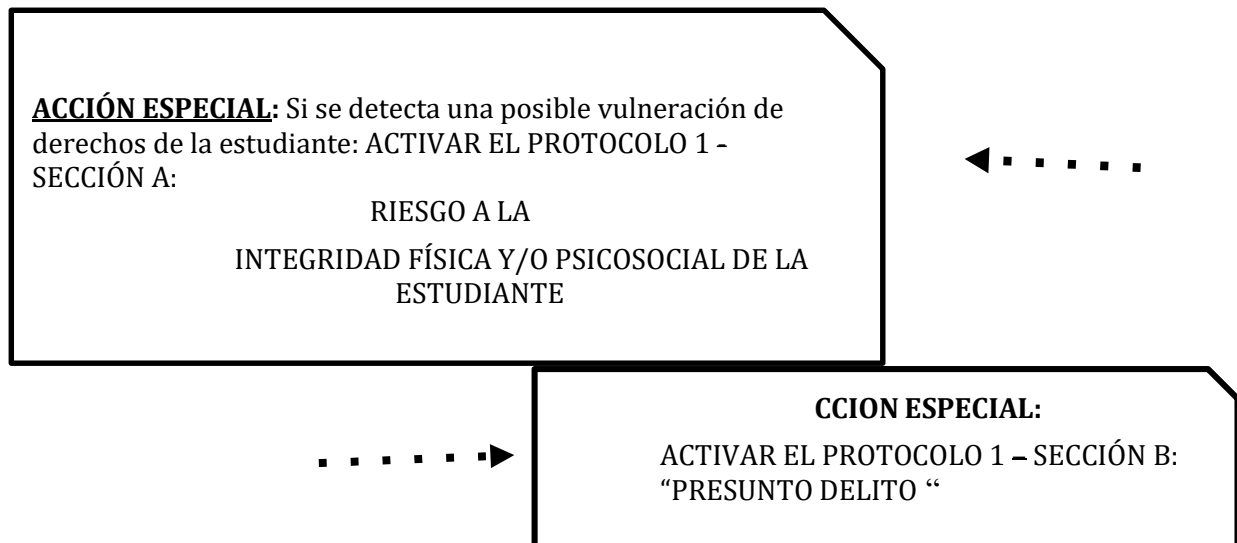 ACCIÓN ESPECIAL: Si se detecta una posible vulneración de
derechos de la estudiante: ACTIVAR EL PROTOCOLO 1 –
SECCIÓN A:
RIESGO A LA
INTEGRIDAD FÍSICA Y/O PSICOSOCIAL DE LA
ESTUDIANTE
CCION ESPECIAL:
ACTIVAR EL PROTOCOLO 1 – SECCIÓN B:
“PRESUNTO DELITO “